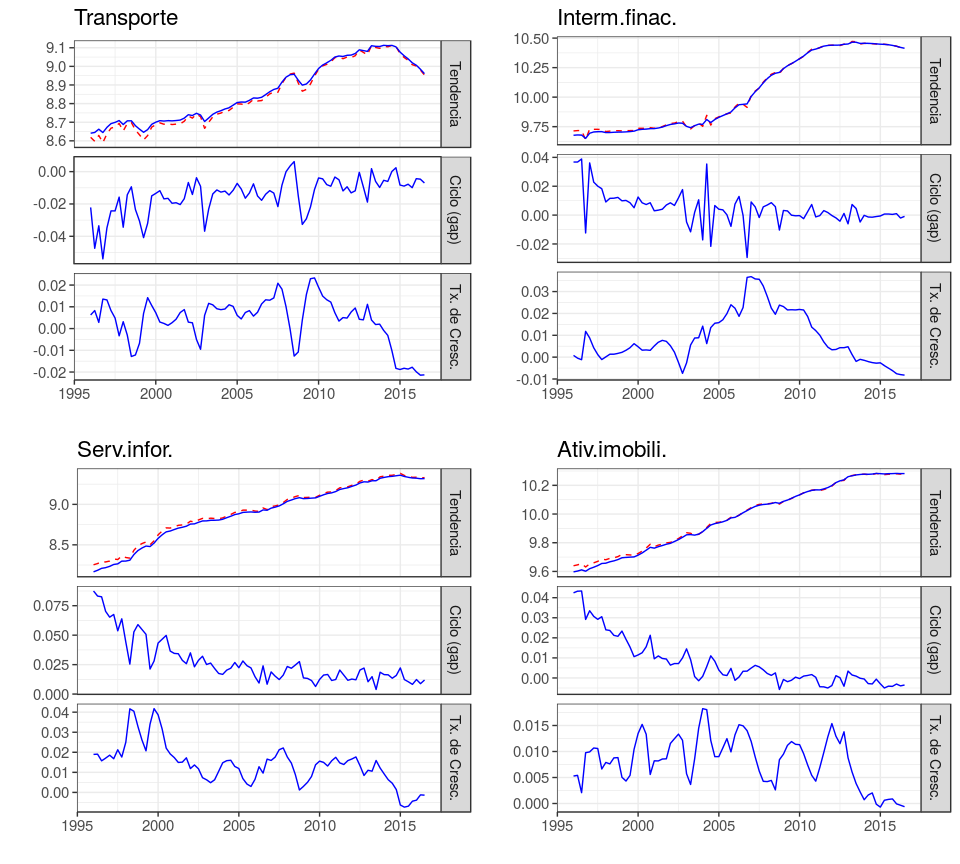 Transporte
9.1
9.0
8.9
8.8
8.7
8.6
Tendencia
0.00
-0.02
-0.04
Ciclo (gap)
0.02
0.01
0.00
-0.01
-0.02
Tx. de Cresc.
1995 2000 2005 2010 2015
Interm.finac.
10.50
10.25
10.00
9.75
Tendencia
0.04
0.02
0.00
-0.02
Ciclo (gap)
0.03
0.02
0.01
0.00
-0.01
Tx. de Cresc.
1995 2000 2005 2010 2015
Serv.infor.
9.0
8.5
Tendencia
0.075
0.050
0.025
0.000
Ciclo (gap)
0.04
0.03
0.02
0.01
0.00
Tx. de Cresc.
1995 2000 2005 2010 2015
Ativ.imobili.
10.2
10.0
9.8
9.6
Tendencia
0.04
0.03
0.02
0.01
0.00
Ciclo (gap)
0.015
0.010
0.005
0.000
Tx. de Cresc.
1995 2000 2005 2010 2015